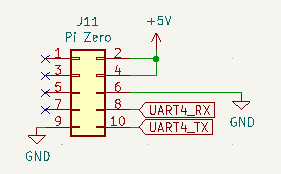 J11
Pi Zero
+5V
1 2
3 4
5 6
7 8 UART4_RX
9 10 UART4_TX
GND
GND